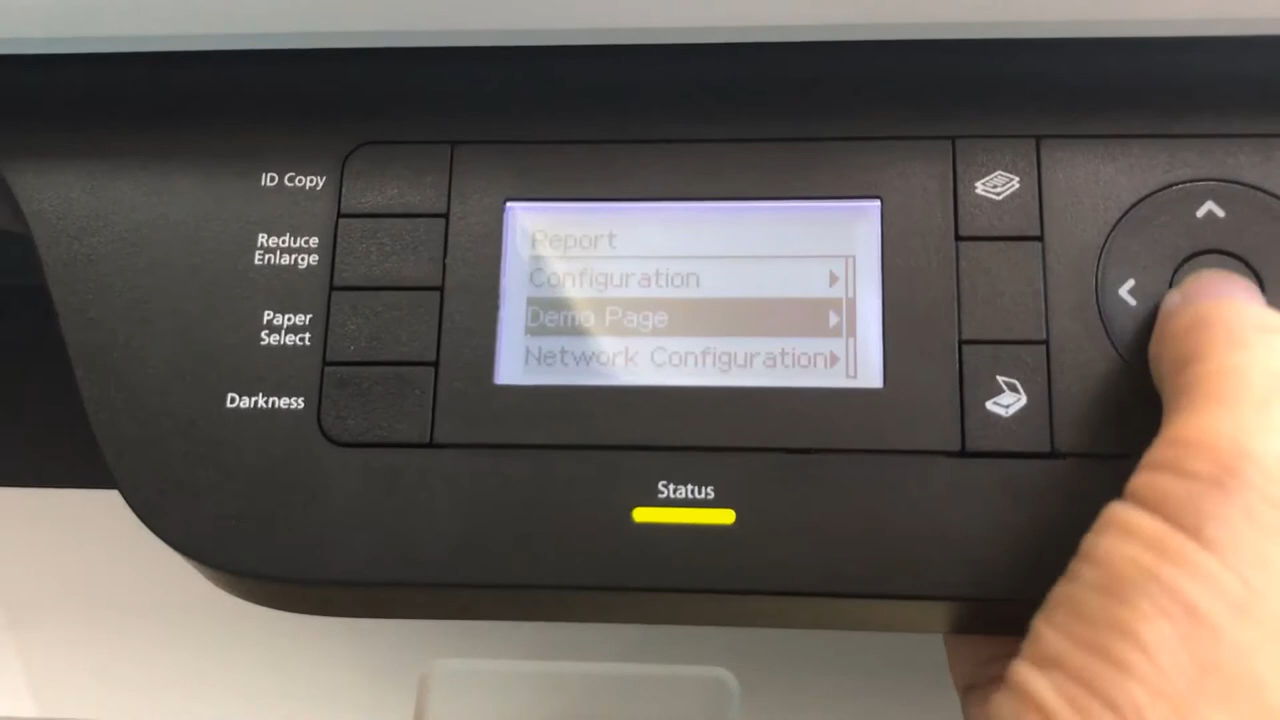 ID Copy
Reduce
Enlarge
Paper
Select
Darkness
Report
Configuration
Demo Page
Network Configuration
Status